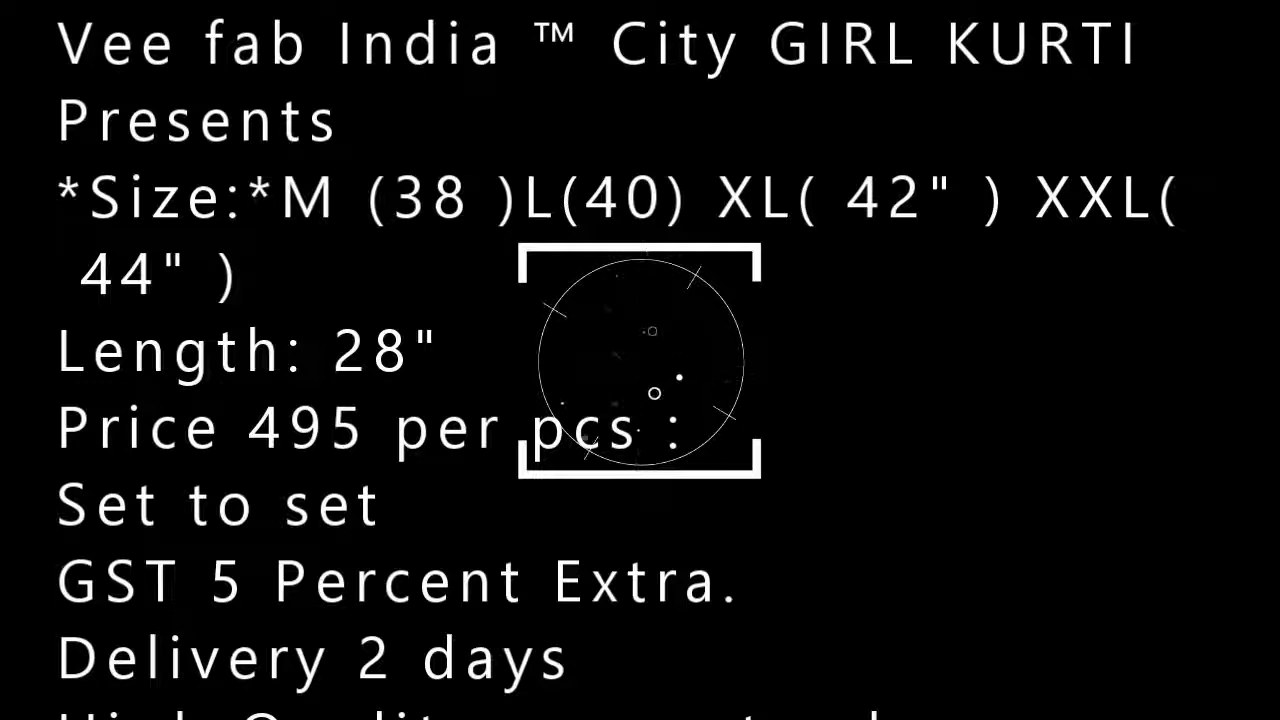 Vee fab India ™ City GIRL KURTI
Presents
*Size:*M (38 )L(40) XL( 42" ) XXL(
44" )
Length: 28"
Price 495 per pcs :
Set to set
GST 5 Percent Extra.
Delivery 2 days